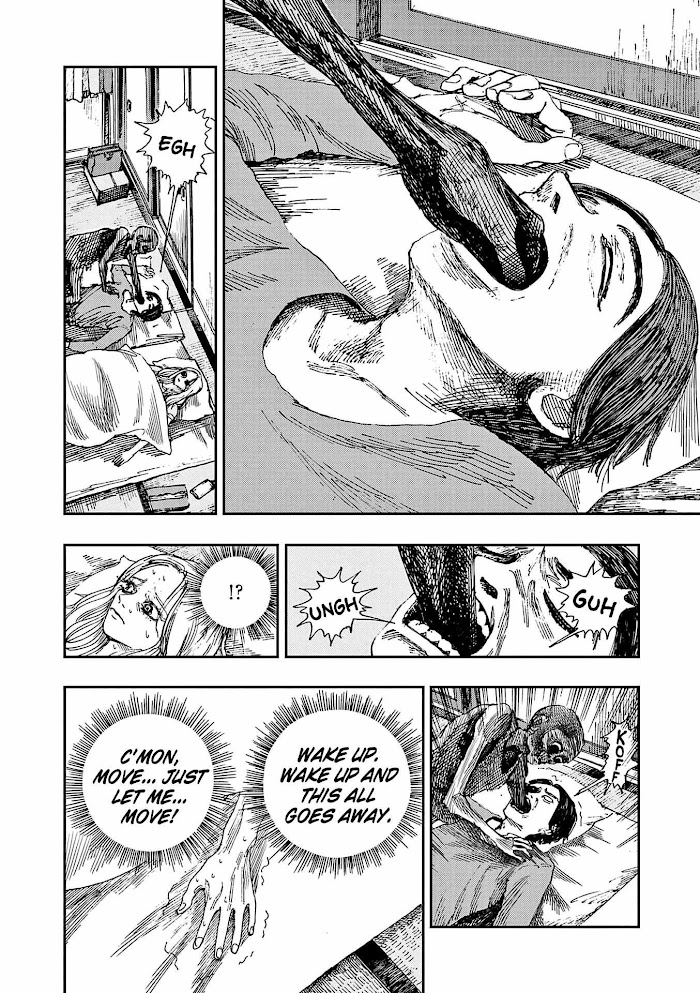 EGH
GUH
UNGH
!?
KOFF
WAKE UP.
WAKE UP AND
THIS ALL
GOES AWAY.
C'MON,
MOVE... JUST
LET ME...
MOVE!